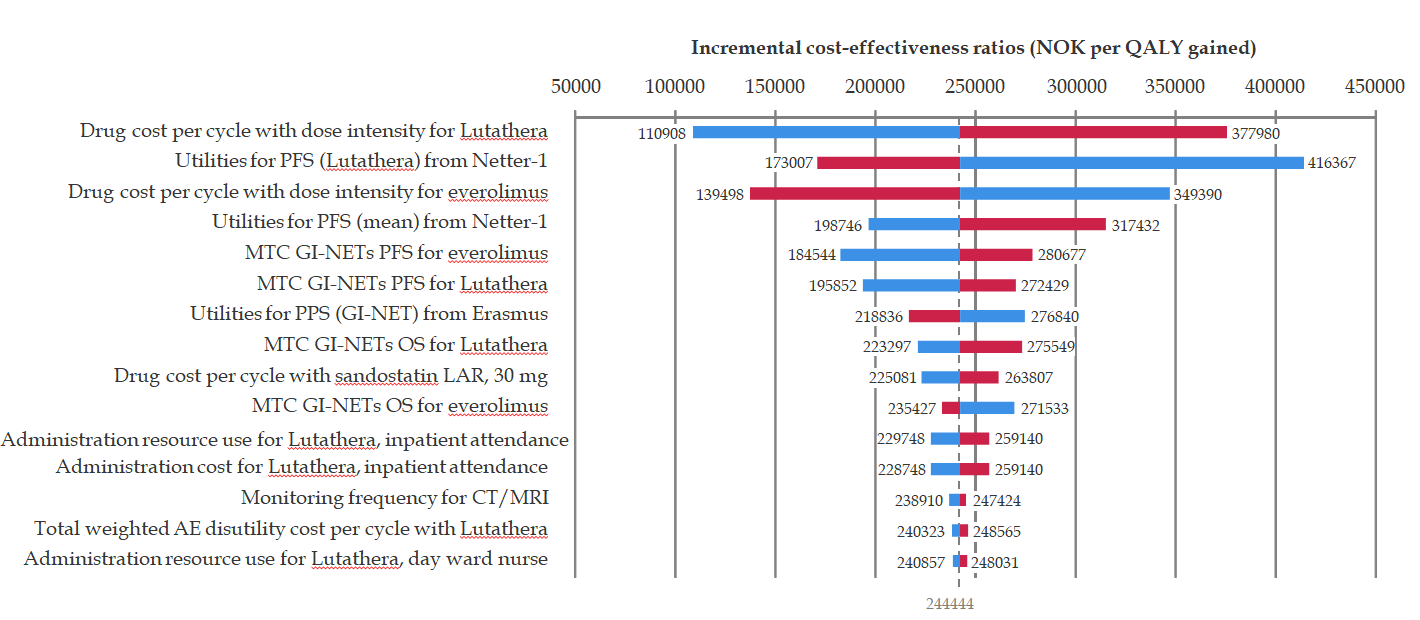 Incremental cost-effectiveness ratios (NOK per QALY gained)
50000 100000 150000 200000 250000 300000 350000 400000 450000
Drug cost per cycle with dose intensity for Lutathera 110908 377980
Utilities for PFS (Lutathera) from Netter-1 173007 416367
Drug cost per cycle with dose intensity for everolimus 139498 349390
Utilities for PFS (mean) from Netter-1 198746 317432
MTC GI-NETs PFS for everolimus 184544 280677
MTC GI-NETs PFS for Lutathera 195852 272429
Utilities for PPS (GI-NET) from Erasmus 218836 276840
MTC GI-NETs OS for Lutathera 223297 275549
Drug cost per cycle with sandostatin LAR, 30 mg 225081 263807
MTC GI-NETs OS for everolimus 235427 271533
Administration resource use for Lutathera, inpatient attendance 229748 259140
Administration cost for Lutathera, inpatient attendance 228748 259140
Monitoring frequency for CT/MRI 238910 247424
Total weighted AE disutility cost per cycle with Lutathera 240323 248565
Administration resource use for Lutathera, day ward nurse 240857 248031
244444